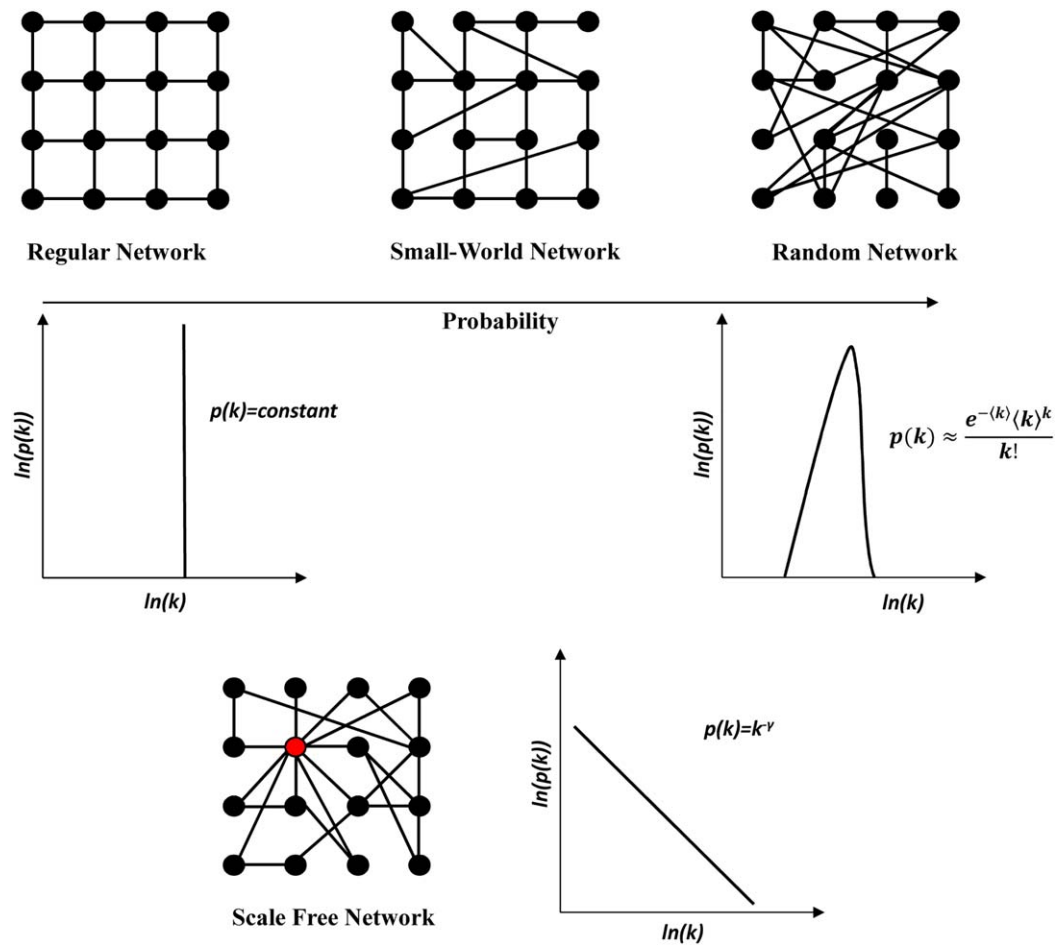 Regular Network
Small-World Network
Random Network
Probability
ln(p(k))
p(k)=constant
ln(k)
ln(p(k))
p(k) ≈ e^{-⟨k⟩}⟨k⟩^k / k!
ln(k)
Scale Free Network
ln(p(k))
p(k)=k^{-γ}
ln(k)